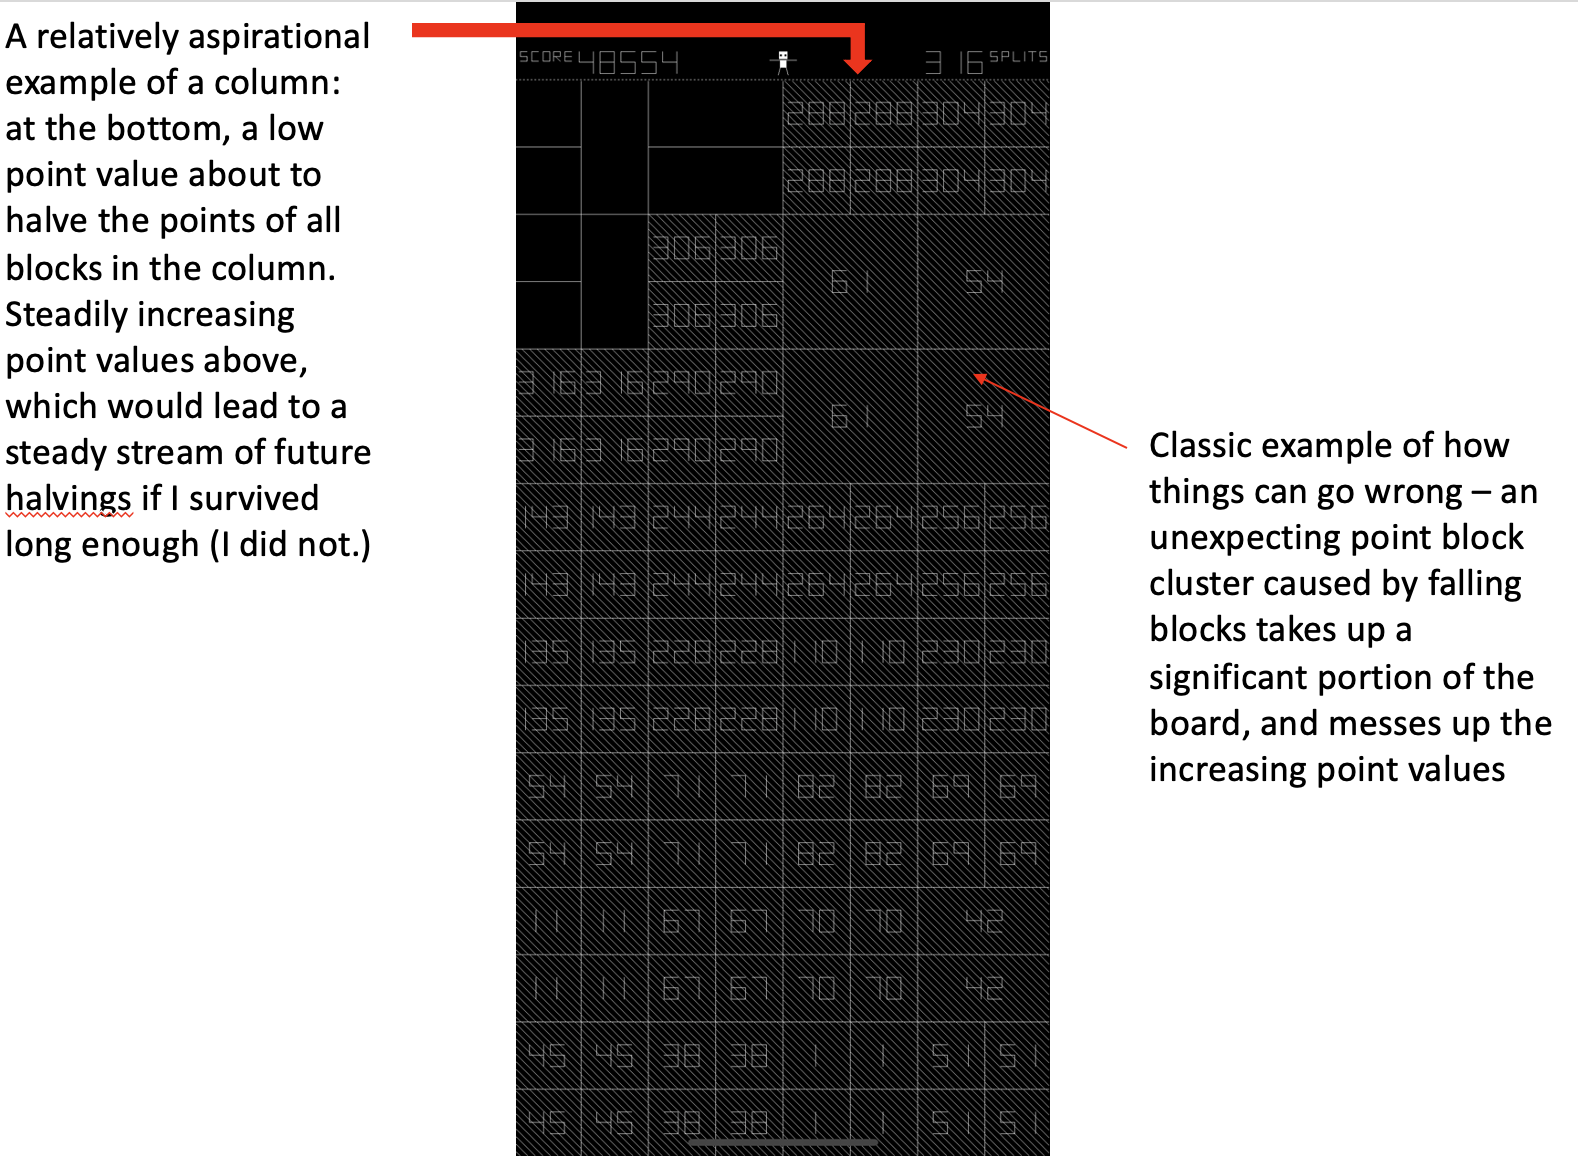 A relatively aspirational
example of a column:
at the bottom, a low
point value about to
halve the points of all
blocks in the column.
Steadily increasing
point values above,
which would lead to a
steady stream of future
halvings if I survived
long enough (I did not.)
SCORE 48554 316 SPLITS
288 288 304 304
288 288 304 304
306 306
61 54
306 306
316 316 290 290
61 54
316 316 290 290
143 143 244 244 264 264 256 256
143 143 244 244 264 264 256 256
135 135 228 228 110 110 230 230
135 135 228 228 110 110 230 230
54 54 71 71 82 82 69 69
54 54 71 71 82 82 69 69
11 11 67 67 70 70 42
11 11 67 67 70 70 42
45 45 38 38 1 1 51 51
45 45 38 38 1 1 51 51
Classic example of how
things can go wrong – an
unexpecting point block
cluster caused by falling
blocks takes up a
significant portion of the
board, and messes up the
increasing point values